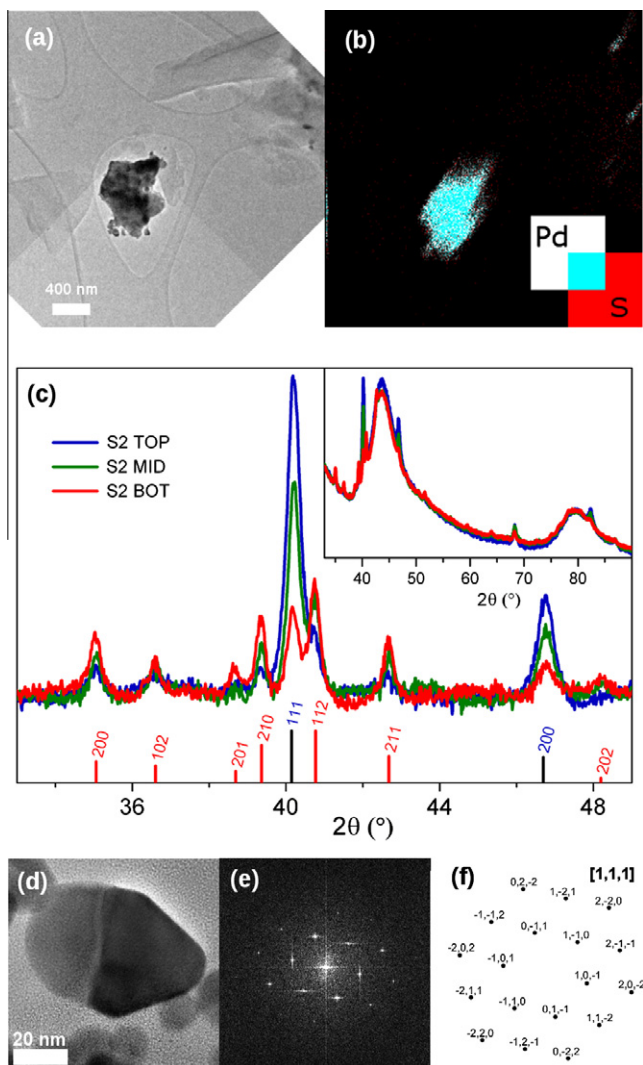 (a)
400 nm
(b)
Pd
S
(c)
S2 TOP
S2 MID
S2 BOT
40 50 60 70 80
2θ (°)
200
102
201
210
111
112
211
200
202
36 40 44 48
2θ (°)
(d)
20 nm
(e)
(f)
[1,1,1]
0,2,-2
1,-2,1
2,-2,0
-1,-1,2
0,-1,1
1,-1,0
2,-1,-1
-2,0,2
-1,0,1
1,0,-1
2,0,-2
-2,1,1
-1,1,0
0,1,-1
1,1,-2
-2,2,0
-1,2,-1
0,-2,2